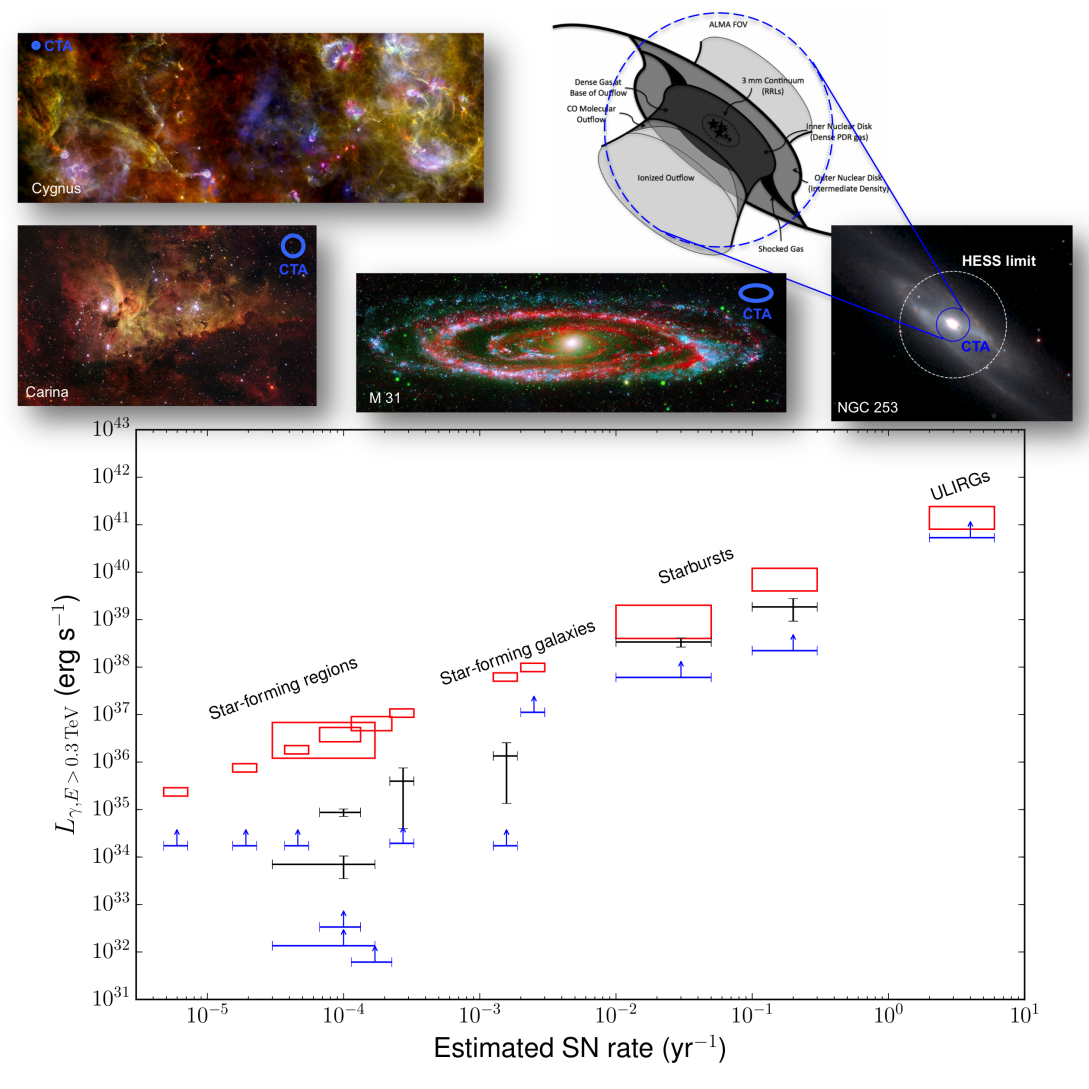 CTA
Cygnus
ALMA FOV
Dense Gas at
Base of Outflow
CO Molecular
Outflow
3 mm Continuum
(RRLs)
Inner Nuclear Disk
(Dense PDR gas)
Ionized Outflow
Outer Nuclear Disk
(Intermediate Density)
Shocked Gas
CTA
Carina
CTA
M 31
HESS limit
CTA
NGC 253
10^43
10^42
10^41
10^40
10^39
10^38
10^37
10^36
10^35
10^34
10^33
10^32
10^31
L_γ,E>0.3 TeV (erg s^−1)
ULIRGs
Starbursts
Star-forming galaxies
Star-forming regions
10^−5 10^−4 10^−3 10^−2 10^−1 10^0 10^1
Estimated SN rate (yr^−1)